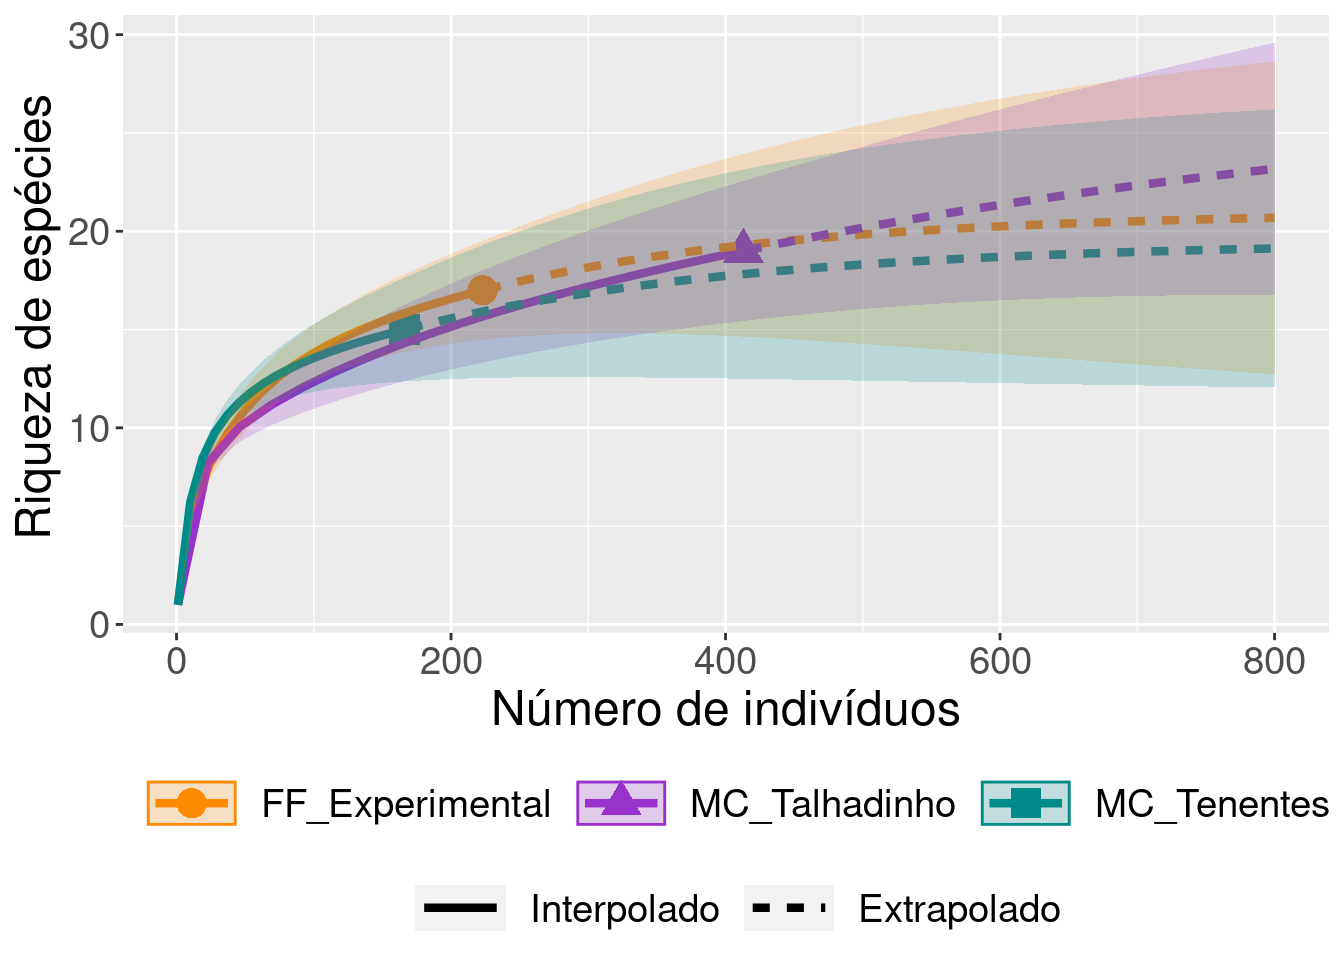 Riqueza de espécies
30
20
10
0
0 200 400 600 800
Número de indivíduos
FF_Experimental MC_Talhadinho MC_Tenentes
Interpolado Extrapolado